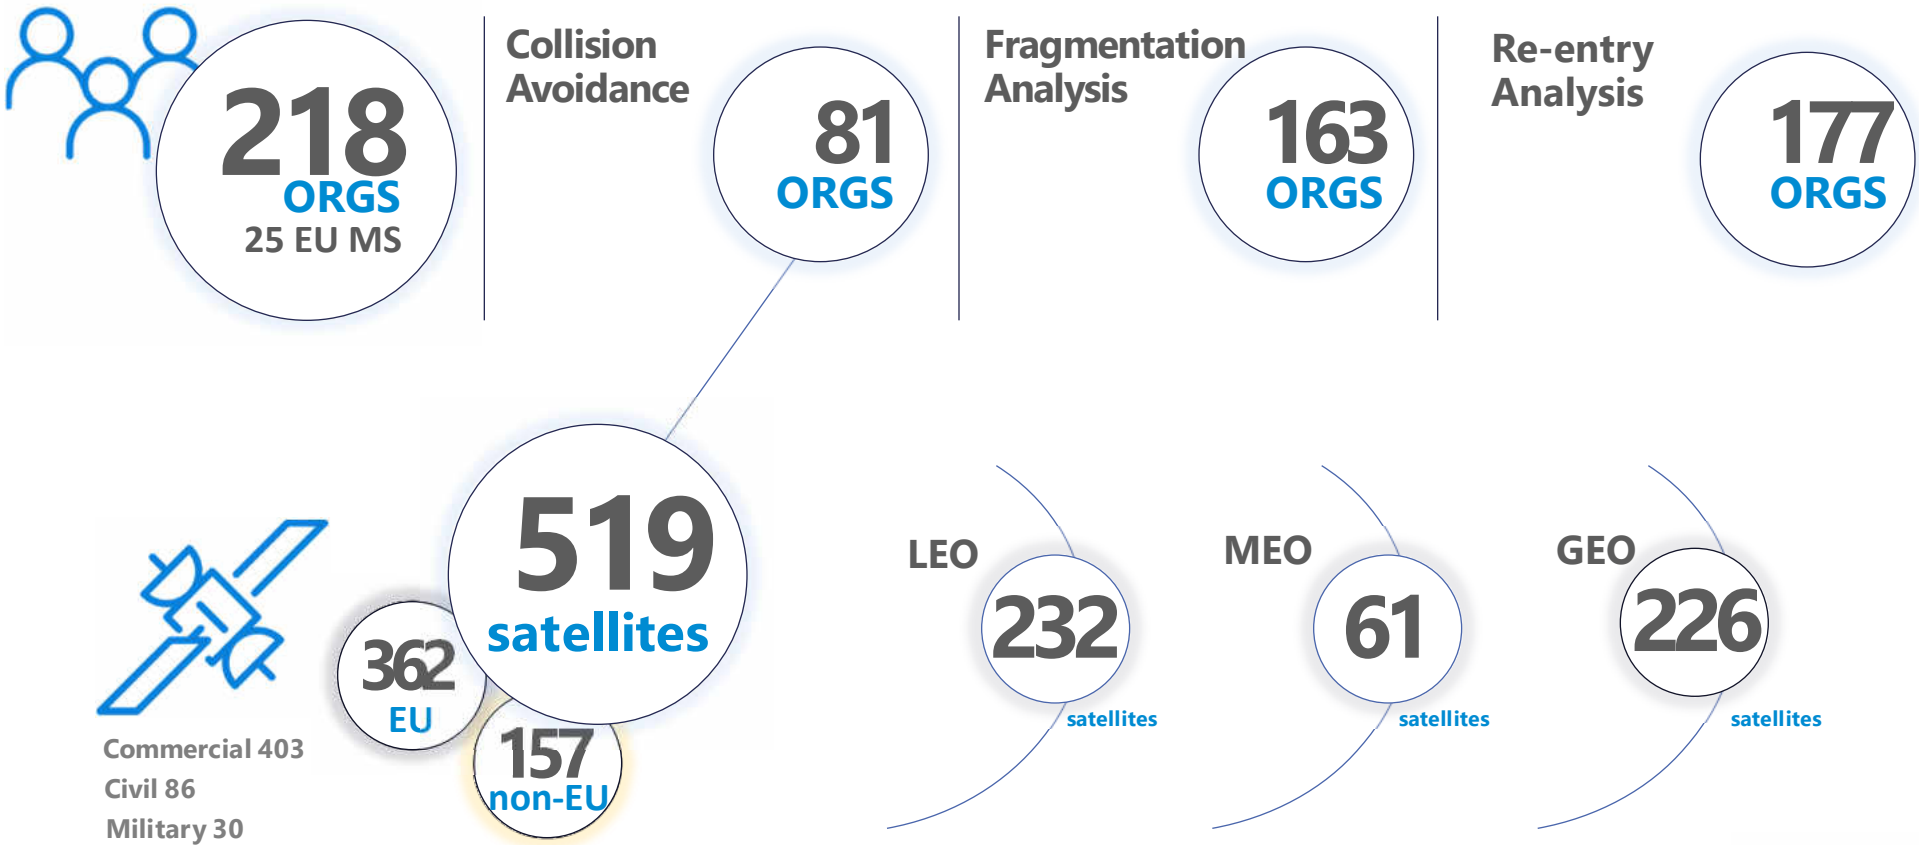 218
ORGS
25 EU MS
Collision
Avoidance
81
ORGS
Fragmentation
Analysis
163
ORGS
Re-entry
Analysis
177
ORGS
519
satellites
362
EU
157
non-EU
Commercial 403
Civil 86
Military 30
LEO
232
satellites
MEO
61
satellites
GEO
226
satellites